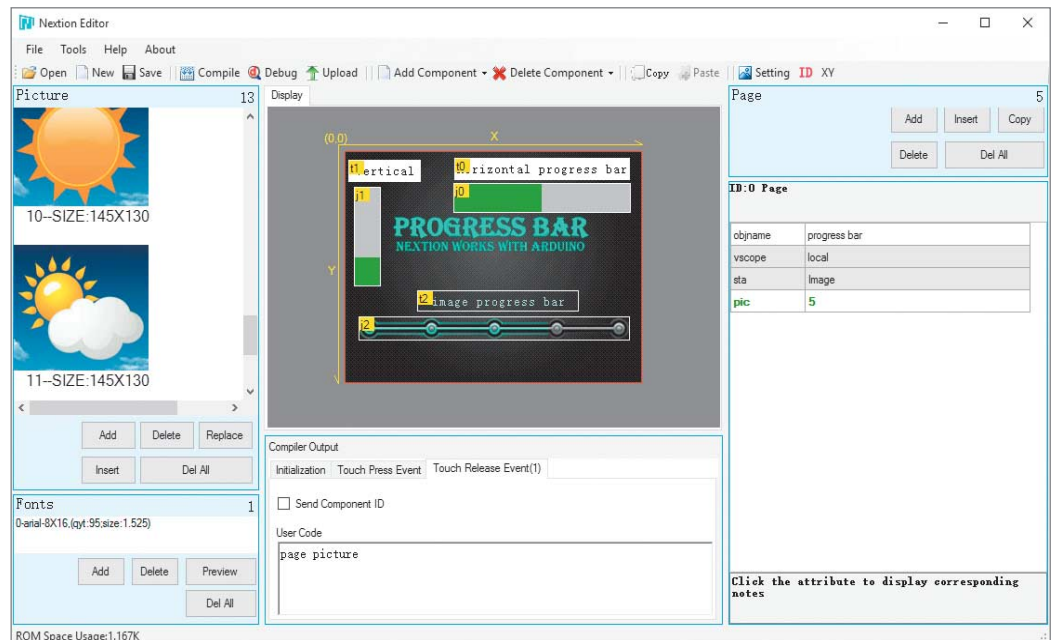 Nextion Editor
File Tools Help About
Open New Save Compile Debug Upload Add Component Delete Component Copy Paste Setting ID XY
Picture 13
10--SIZE:145X130
11--SIZE:145X130
Add Delete Replace
Insert Del All
Fonts 1
0-arial-8X16,(qyt:95;size:1.525)
Add Delete Preview
Del All
Display
(0,0) X
Y
t1 ertical
t0 rizontal progress bar
j1
j0
PROGRESS BAR
NEXTION WORKS WITH ARDUINO
t2 image progress bar
j2
Compiler Output
Initialization Touch Press Event Touch Release Event(1)
Send Component ID
User Code
page picture
Page 5
Add Insert Copy
Delete Del All
ID:0 Page
objname progress bar
vscope local
sta Image
pic 5
Click the attribute to display corresponding
notes
ROM Space Usage:1,167K